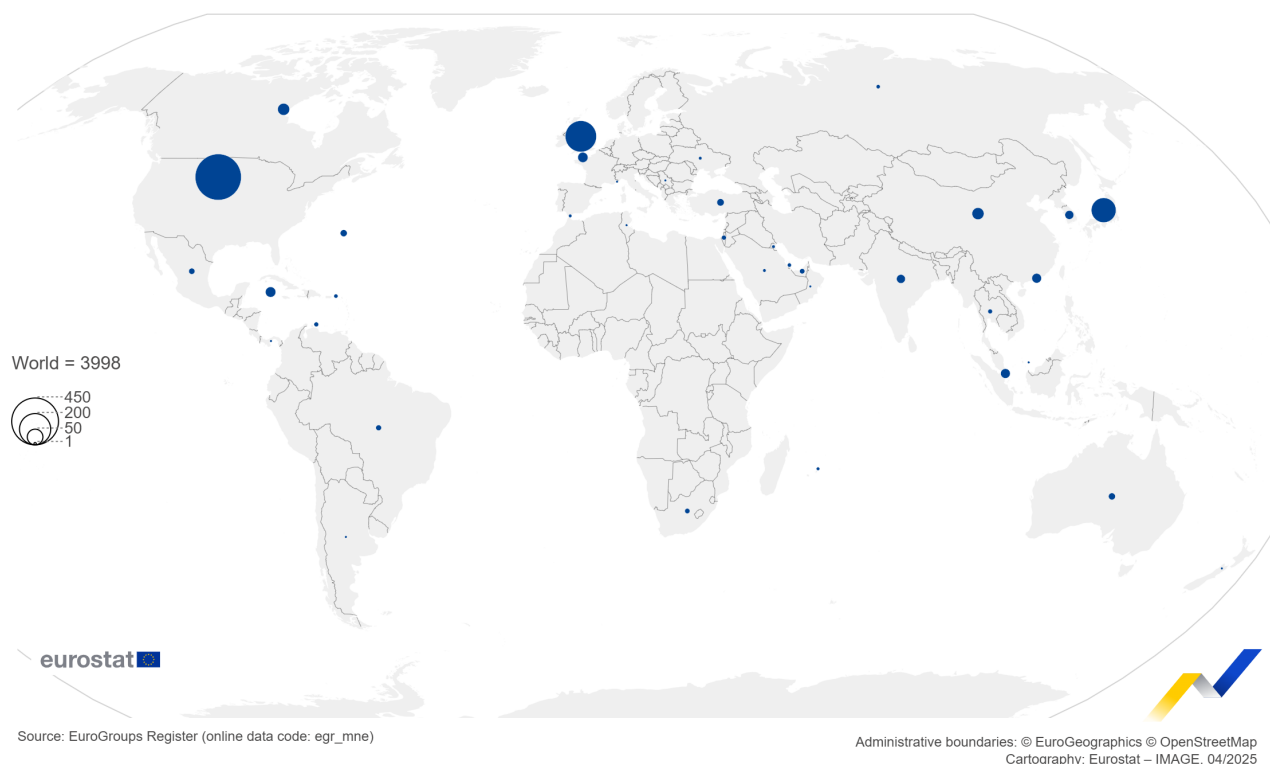 World = 3998
450
200
50
1
eurostat
Source: EuroGroups Register (online data code: egr_mne)
Administrative boundaries: © EuroGeographics © OpenStreetMap
Cartography: Eurostat – IMAGE, 04/2025